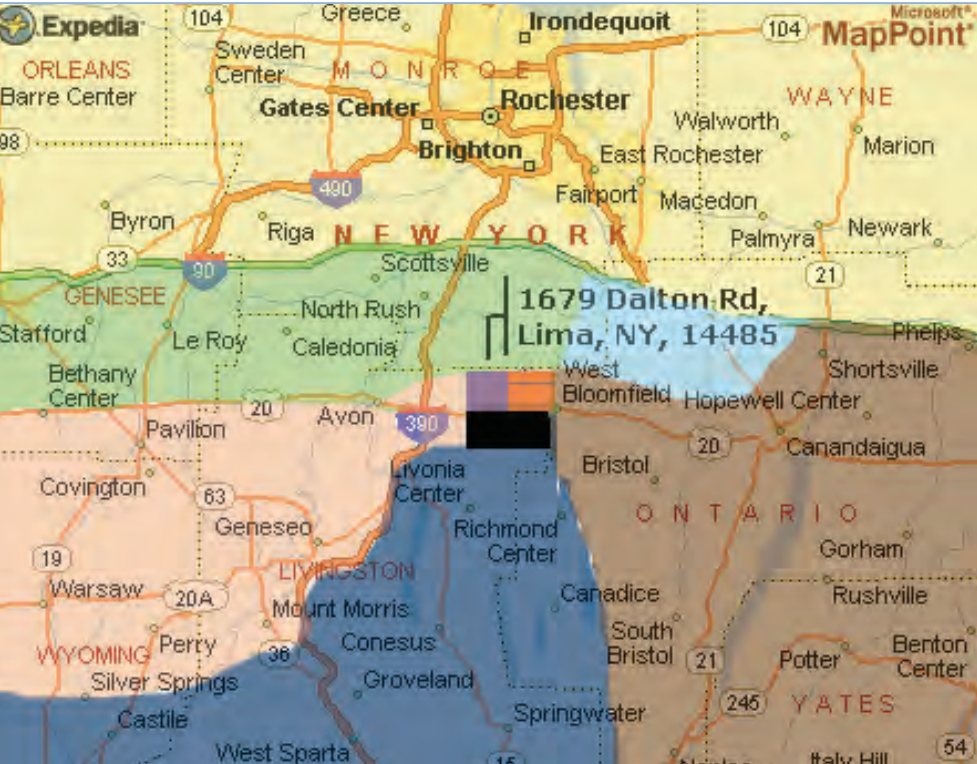 Expedia
104
Greece
Irondequoit
104
Microsoft®
MapPoint®
ORLEANS
Sweden
Center
MONROE
Barre Center
WAYNE
Gates Center
Rochester
Walworth
98
Marion
Brighton
East Rochester
490
Fairport
Macedon
Byron
Riga
NEW YORK
Newark
Palmyra
33
90
Scottsville
21
GENESEE
North Rush
1679 Dalton Rd,
Lima, NY, 14485
Stafford
Le Roy
Caledonia
Phelps
Bethany
Center
West
Bloomfield
Shortsville
20
Avon
390
Hopewell Center
Pavilion
20
Canandaigua
Livonia
Center
Bristol
Covington
63
Geneseo
Richmond
Center
ONTARIO
Gorham
19
LIVINGSTON
Warsaw
20A
Mount Morris
Canadice
Rushville
WYOMING
Perry
36
Conesus
South
Bristol
21
Potter
Benton
Center
Silver Springs
Groveland
245
YATES
Castile
Springwater
West Sparta
15
54
Naples
Italy Hill